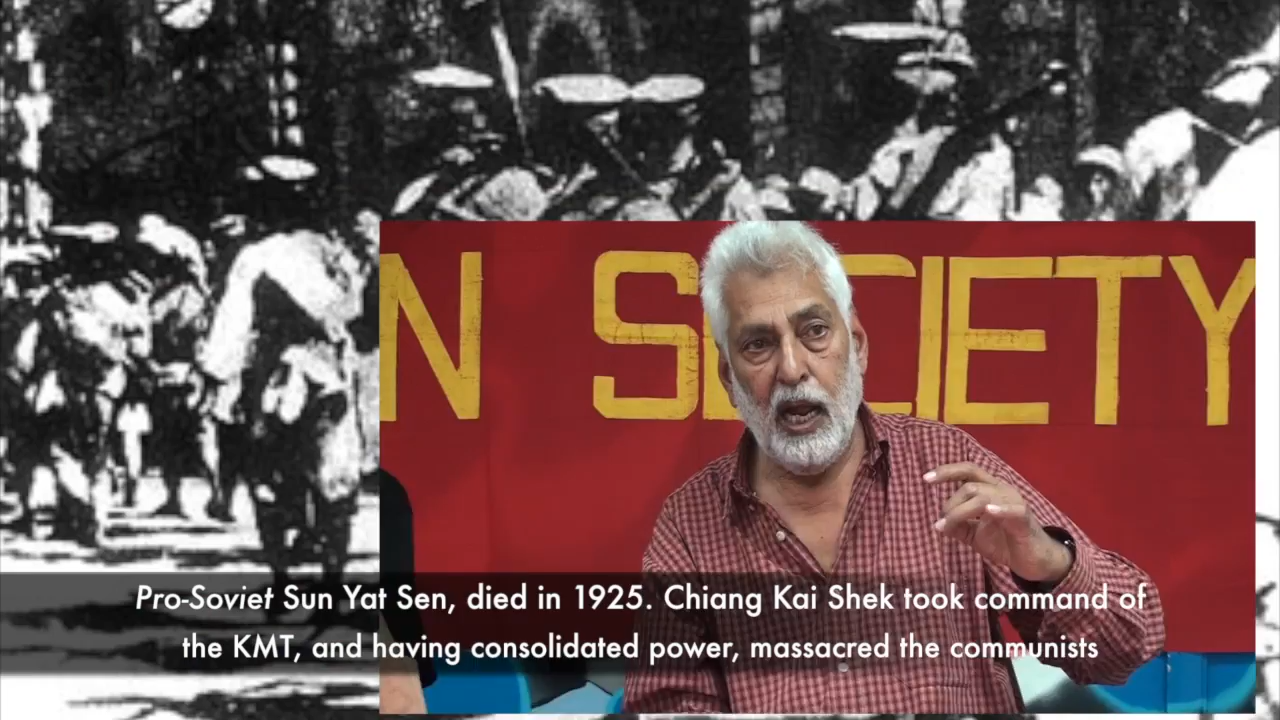 N SOCIETY
Pro-Soviet Sun Yat Sen, died in 1925. Chiang Kai Shek took command of
the KMT, and having consolidated power, massacred the communists